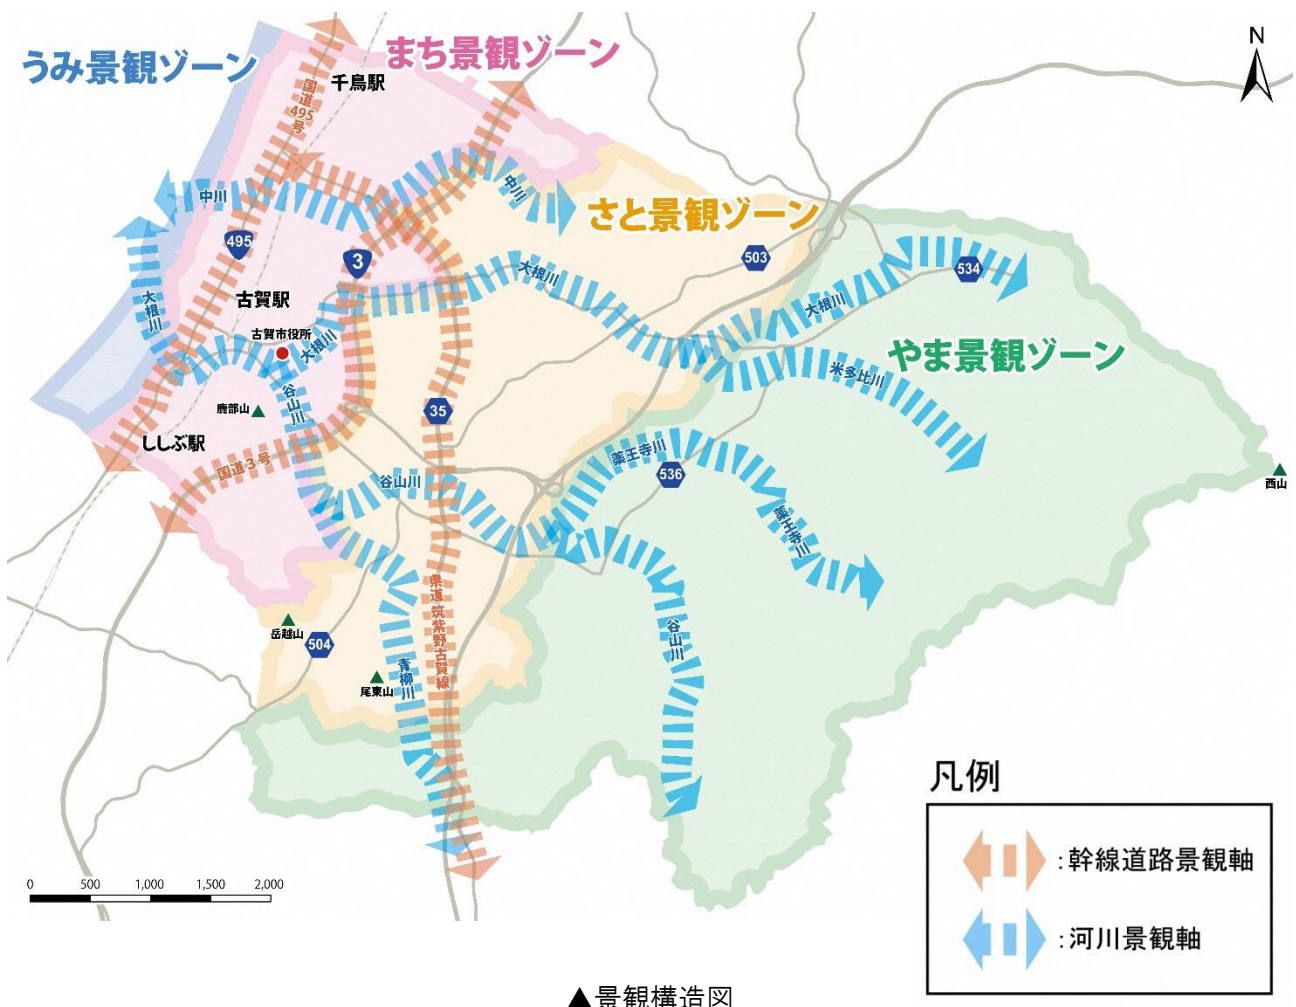 うみ景観ゾーン
まち景観ゾーン
千鳥駅
N
国道495号
中川
中川
さと景観ゾーン
495
3
503
534
大根川
大根川
大根川
古賀駅
古賀市役所
大根川
やま景観ゾーン
米多比川
谷山川
鹿部山
35
ししぶ駅
国道3号
谷山川
薬王寺川
536
西山
薬王寺川
県道 筑紫野古賀線
岳越山
504
谷山川
青柳川
尾東山
凡例
:幹線道路景観軸
:河川景観軸
0 500 1,000 1,500 2,000
▲景観構造図